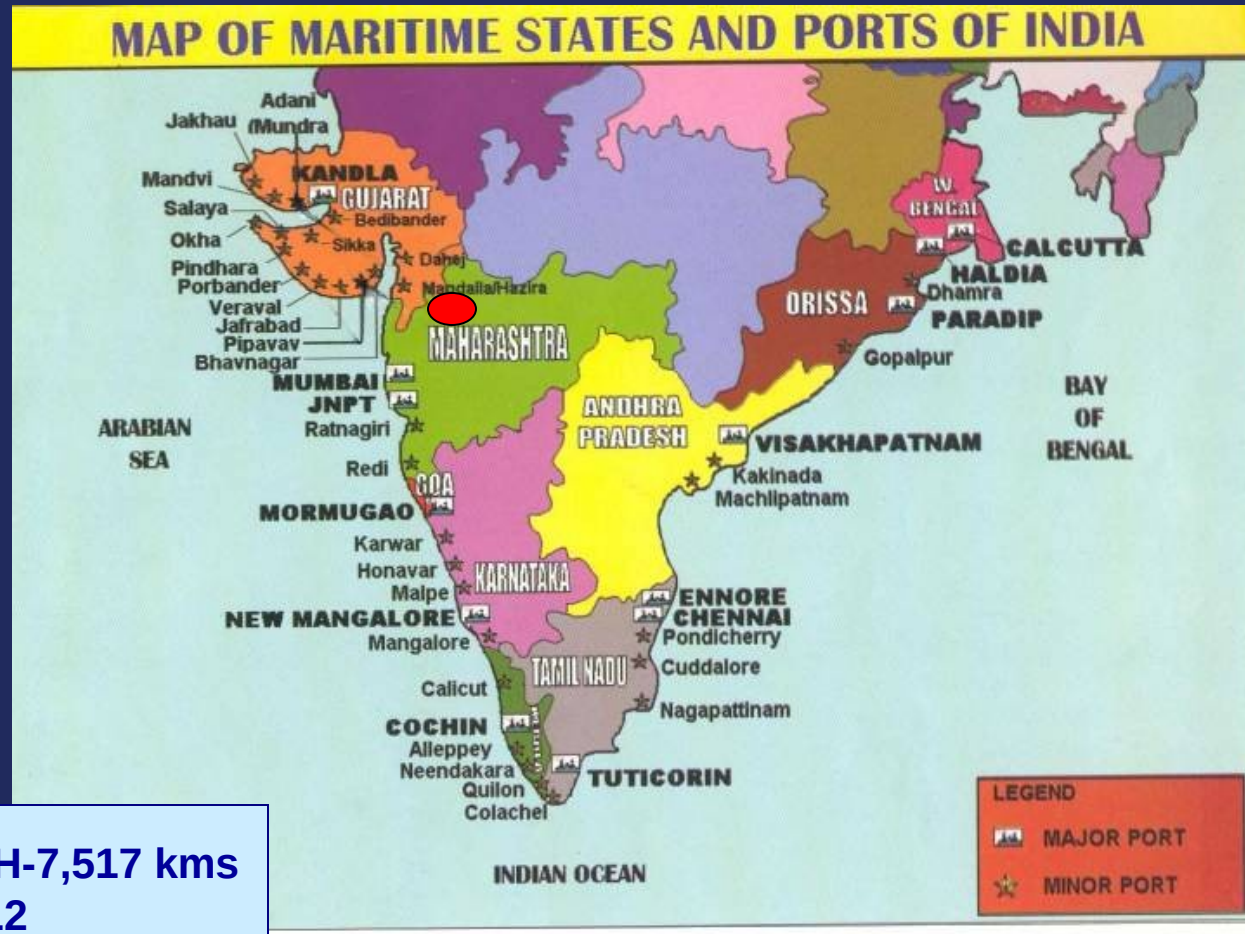 MAP OF MARITIME STATES AND PORTS OF INDIA
Adani
/Mundra
Jakhau
KANDLA
Mandvi
GUJARAT
Salaya
Bedibander
Okha
Sikka
Pindhara
Dahej
Porbander
Mandalla/Hazira
Veraval
Jafrabad
Pipavav
Bhavnagar
MAHARASHTRA
MUMBAI
JNPT
Ratnagiri
ARABIAN
SEA
Redi
GOA
MORMUGAO
Karwar
Honavar
KARNATAKA
Malpe
NEW MANGALORE
Mangalore
TAMIL NADU
Calicut
COCHIN
Alleppey
Neendakara
Quilon
Colachel
W.
BENGAL
CALCUTTA
HALDIA
Dhamra
ORISSA
PARADIP
Gopalpur
BAY
OF
BENGAL
ANDHRA
PRADESH
VISAKHAPATNAM
Kakinada
Machlipatnam
ENNORE
CHENNAI
Pondicherry
Cuddalore
Nagapattinam
TUTICORIN
INDIAN OCEAN
LEGEND
MAJOR PORT
MINOR PORT
H-7,517 kms
12